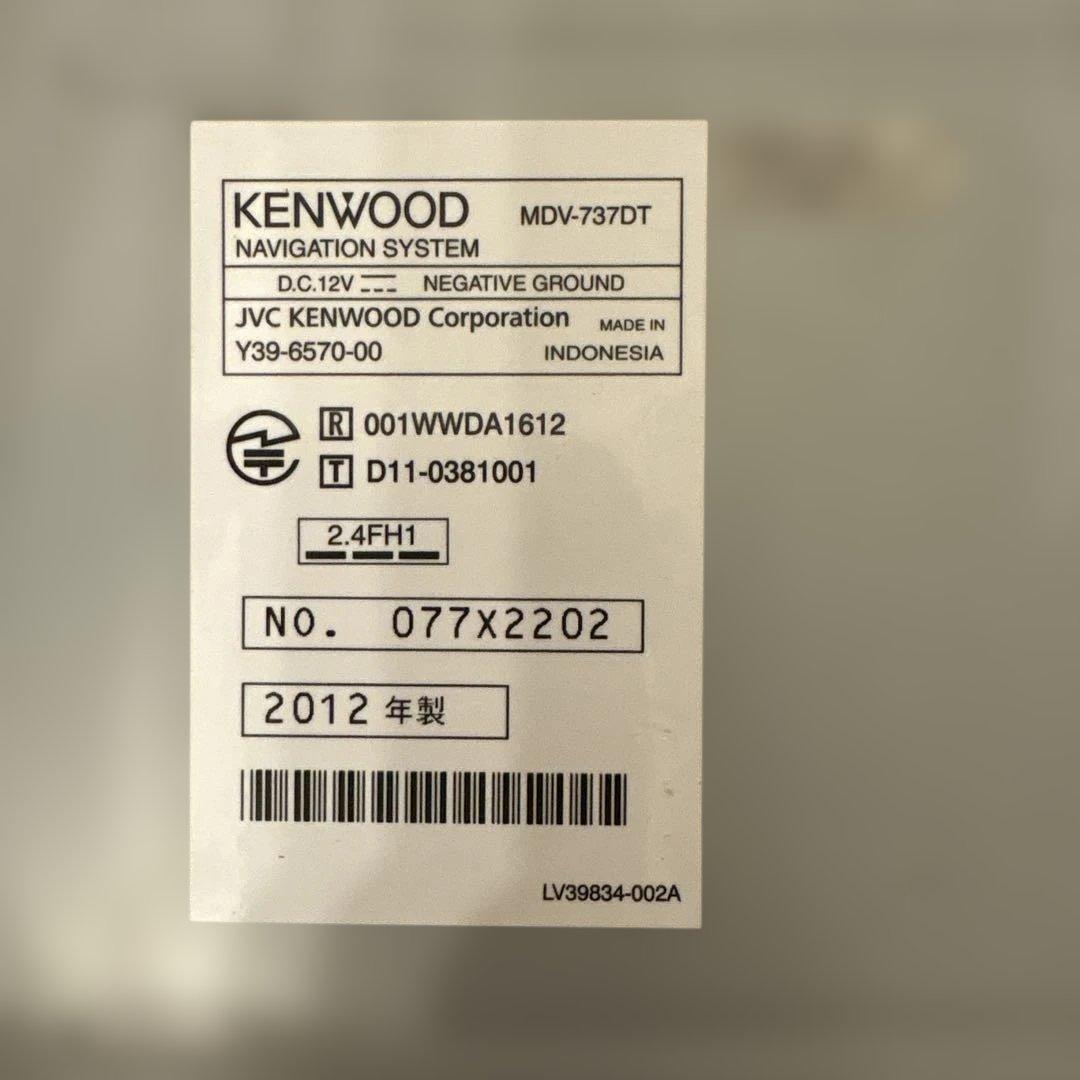 KENWOOD MDV-737DT
NAVIGATION SYSTEM
D.C.12V NEGATIVE GROUND
JVC KENWOOD Corporation MADE IN
Y39-6570-00 INDONESIA
R 001WWDA1612
T D11-0381001
2.4FH1
NO. 077X2202
2012 年製
LV39834-002A